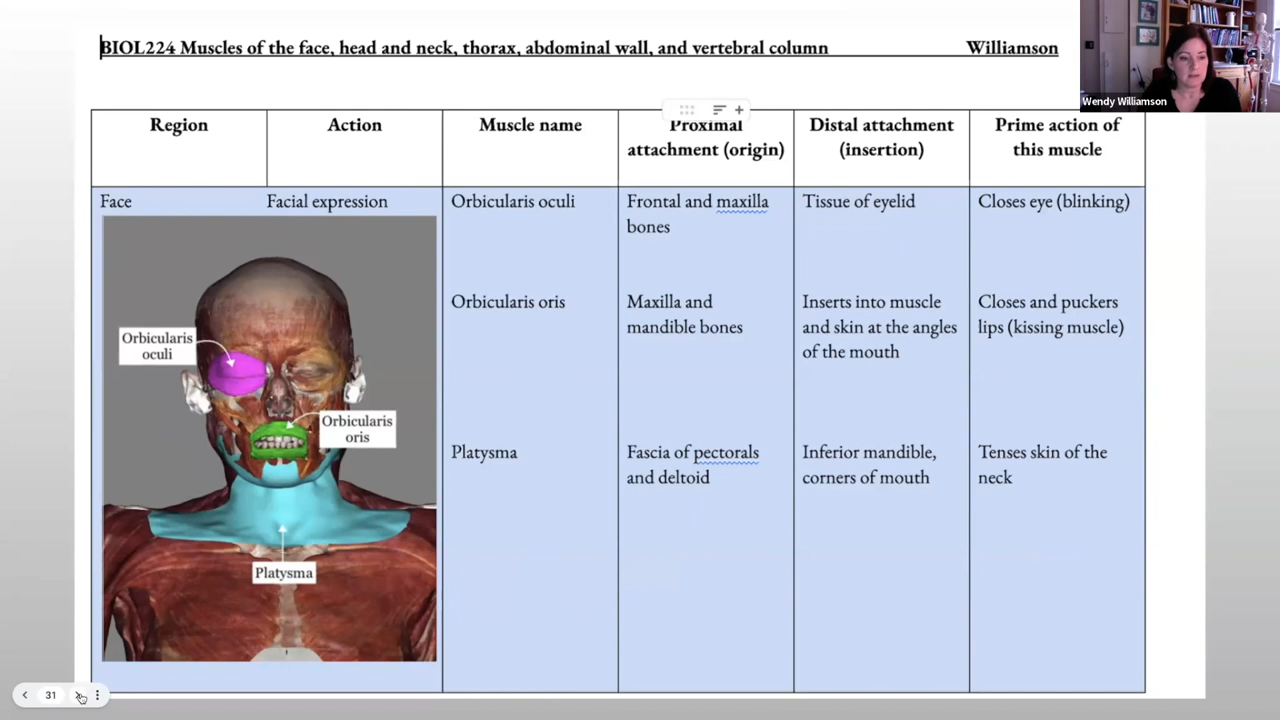 BIOL224 Muscles of the face, head and neck, thorax, abdominal wall, and vertebral column
Williamson
Wendy Williamson
Region
Action
Muscle name
Proximal
attachment (origin)
Distal attachment
(insertion)
Prime action of
this muscle
Face
Facial expression
Orbicularis oculi
Frontal and maxilla
bones
Tissue of eyelid
Closes eye (blinking)
Orbicularis oris
Maxilla and
mandible bones
Inserts into muscle
and skin at the angles
of the mouth
Closes and puckers
lips (kissing muscle)
Platysma
Fascia of pectorals
and deltoid
Inferior mandible,
corners of mouth
Tenses skin of the
neck
Orbicularis
oculi
Orbicularis
oris
Platysma
31